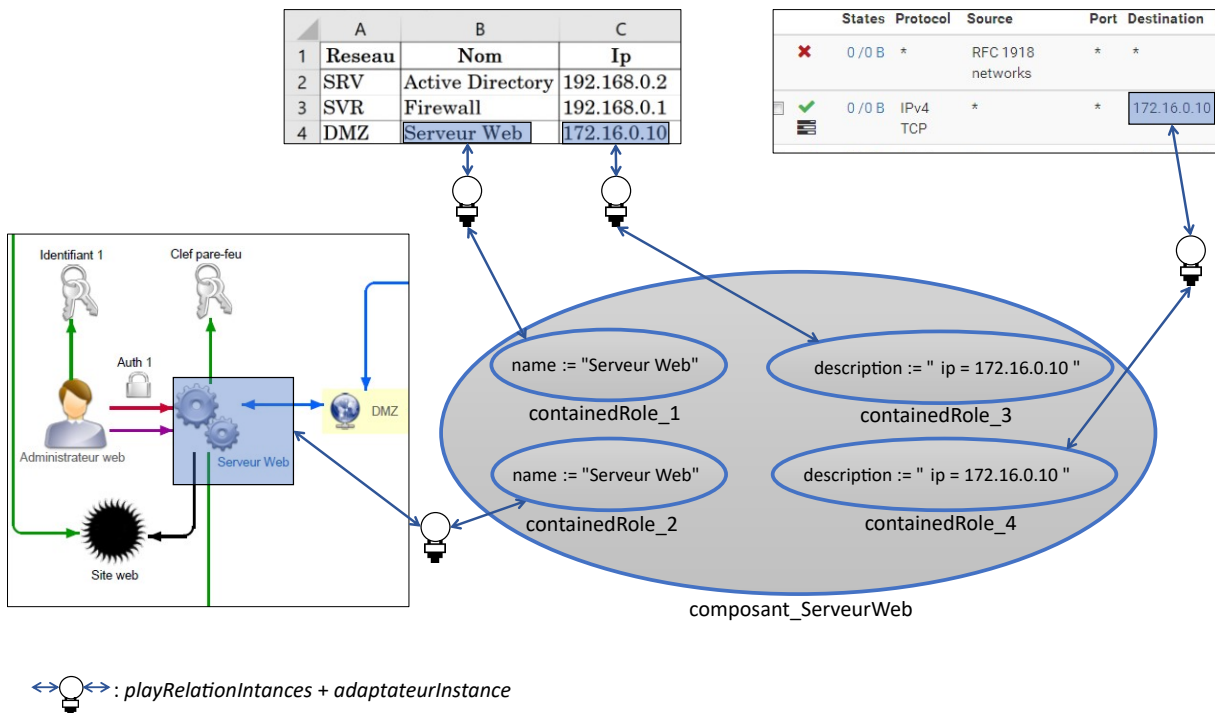 A B C
1 Reseau Nom Ip
2 SRV Active Directory 192.168.0.2
3 SVR Firewall 192.168.0.1
4 DMZ Serveur Web 172.16.0.10
States Protocol Source Port Destination
0 /0 B * RFC 1918 * *
networks
0 /0 B IPv4 * * 172.16.0.10
TCP
Identifiant 1 Clef pare-feu
Auth 1
DMZ
Administrateur web Serveur Web
Site web
name := "Serveur Web"
containedRole_1
description := " ip = 172.16.0.10 "
containedRole_3
name := "Serveur Web"
containedRole_2
description := " ip = 172.16.0.10 "
containedRole_4
composant_ServeurWeb
: playRelationIntances + adaptateurInstance